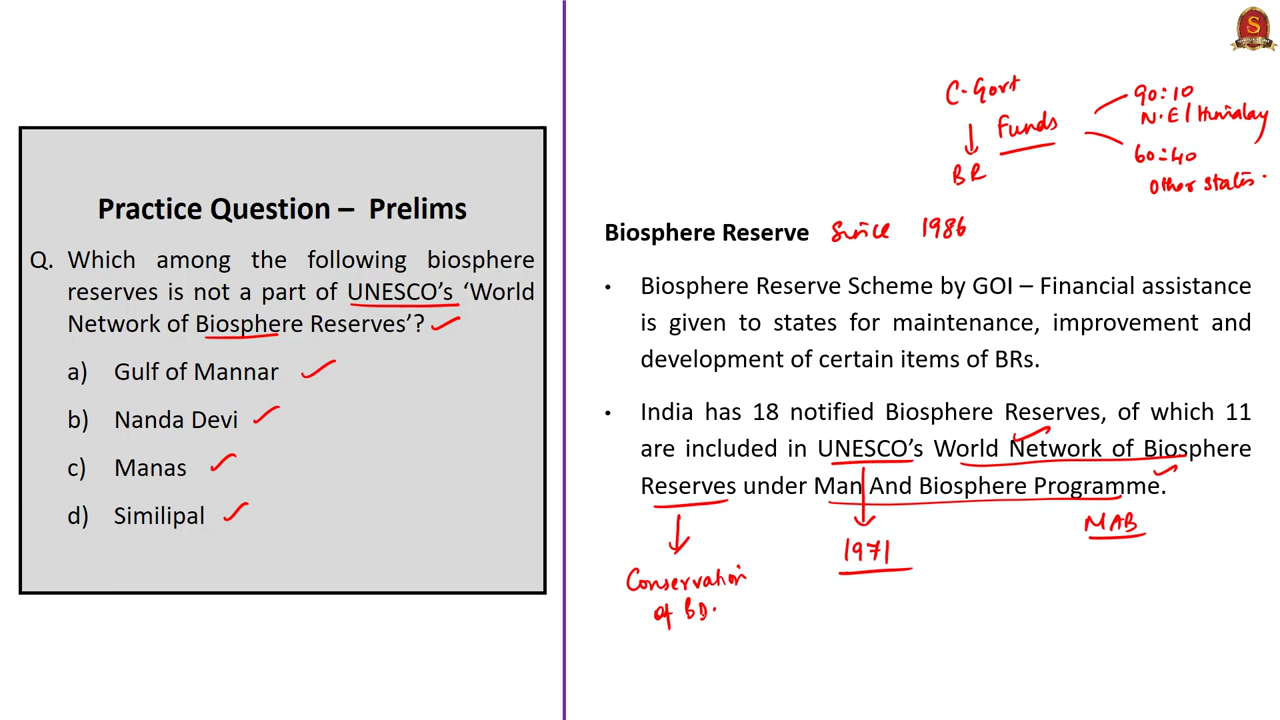 Practice Question – Prelims
Q. Which among the following biosphere
reserves is not a part of UNESCO's 'World
Network of Biosphere Reserves'?
a) Gulf of Mannar
b) Nanda Devi
c) Manas
d) Similipal
S
C. Govt
Funds
BR
90:10
N.E / Himalay
60:40
Other States.
Biosphere Reserve Since 1986
• Biosphere Reserve Scheme by GOI – Financial assistance
is given to states for maintenance, improvement and
development of certain items of BRs.
• India has 18 notified Biosphere Reserves, of which 11
are included in UNESCO's World Network of Biosphere
Reserves under Man And Biosphere Programme.
MAB
1971
Conservation
of BD.